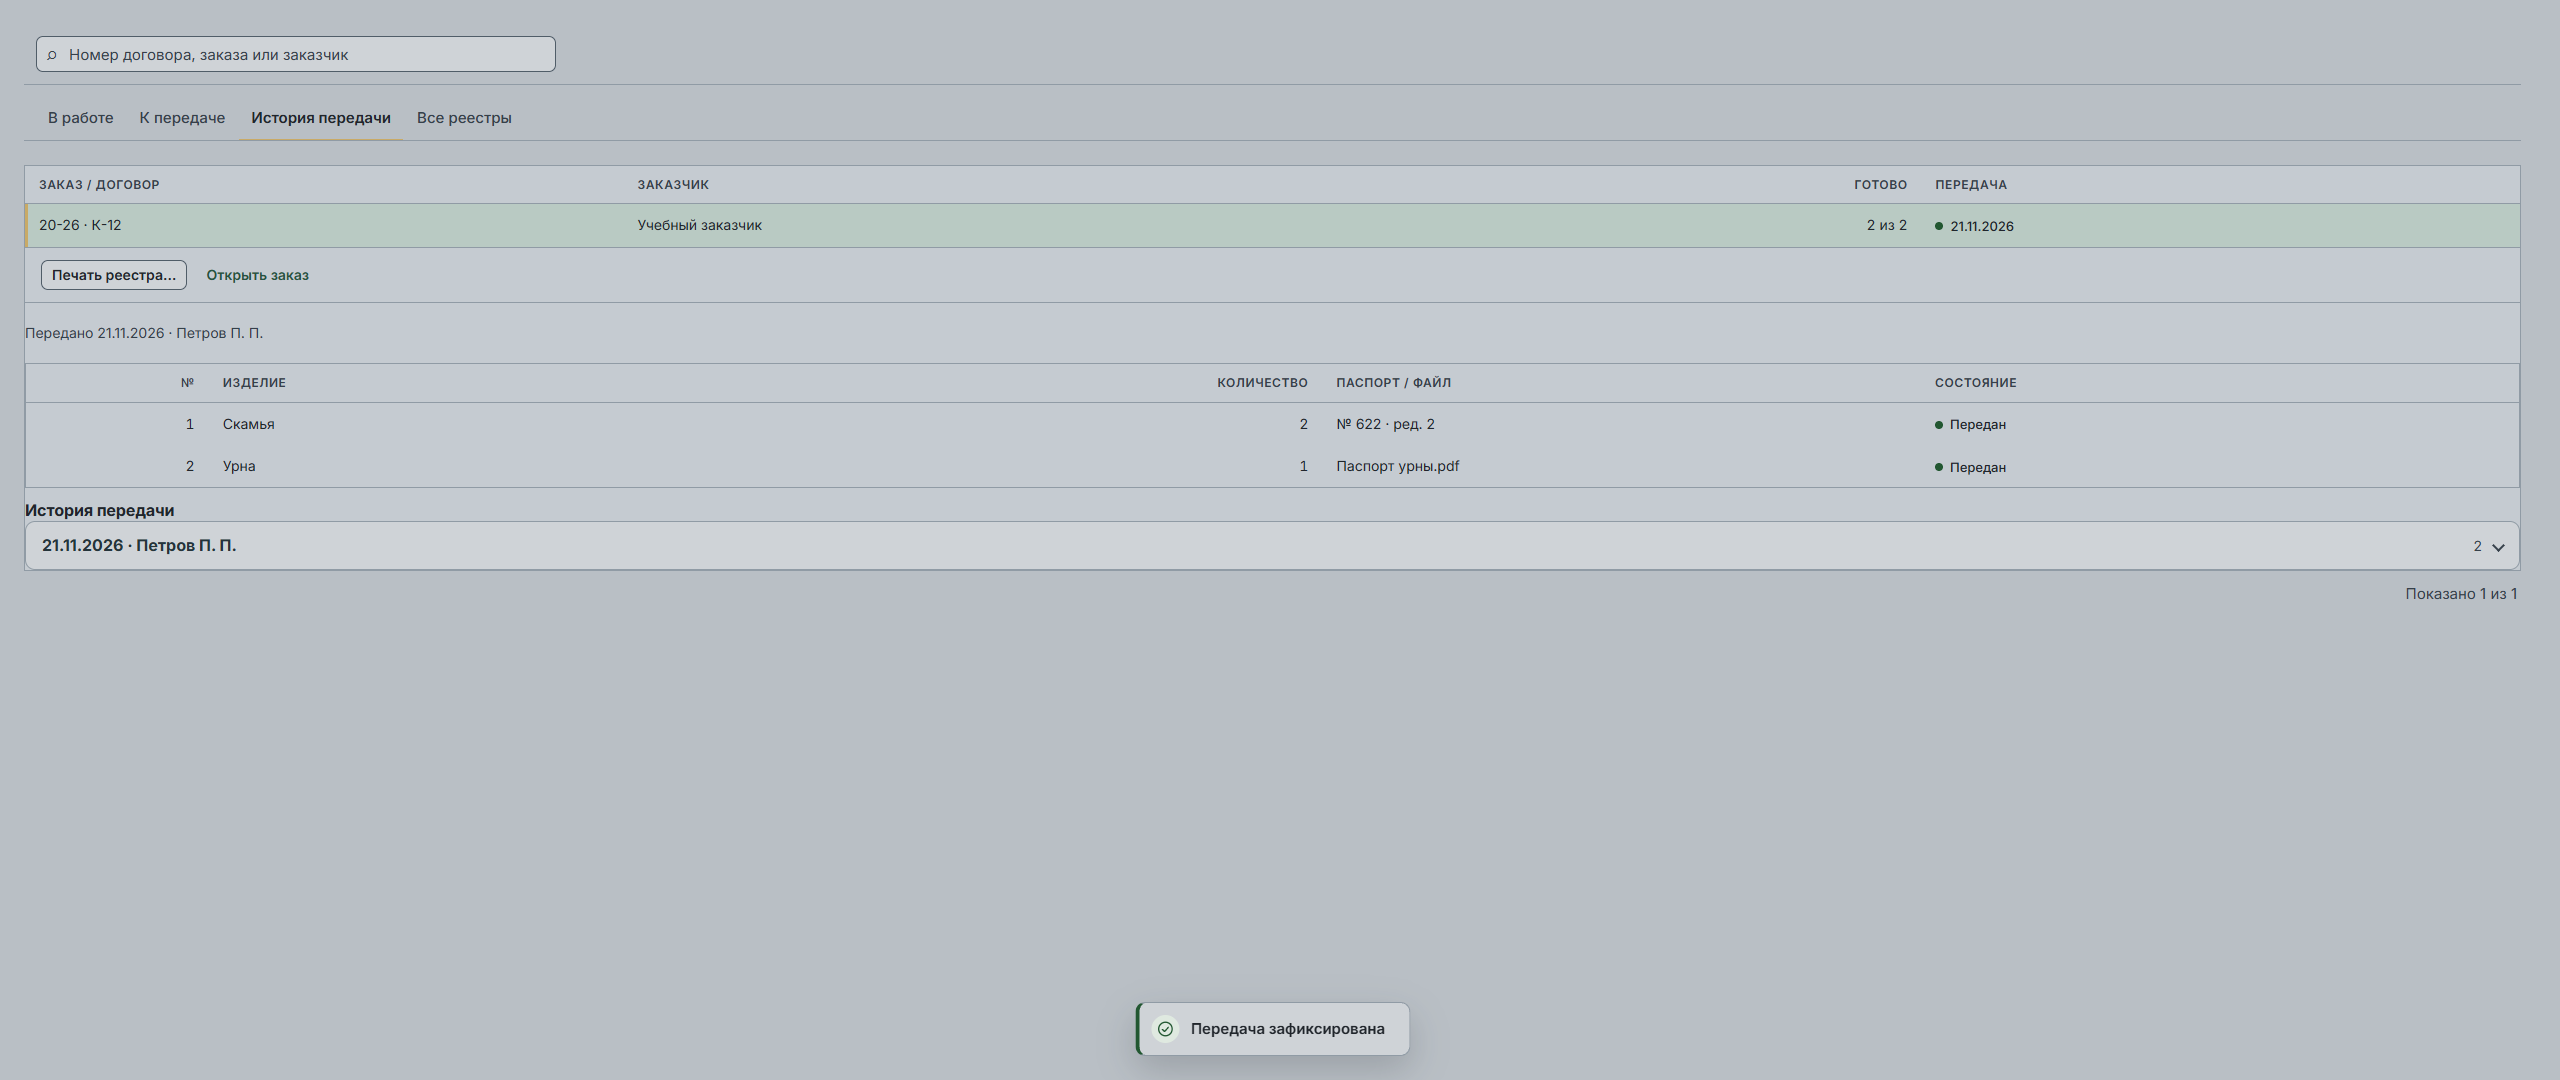 Номер договора, заказа или заказчик
В работе К передаче История передачи Все реестры
ЗАКАЗ / ДОГОВОР ЗАКАЗЧИК ГОТОВО ПЕРЕДАЧА
20-26 · К-12 Учебный заказчик 2 из 2 21.11.2026
Печать реестра... Открыть заказ
Передано 21.11.2026 · Петров П. П.
№ ИЗДЕЛИЕ КОЛИЧЕСТВО ПАСПОРТ / ФАЙЛ СОСТОЯНИЕ
1 Скамья 2 № 622 · ред. 2 Передан
2 Урна 1 Паспорт урны.pdf Передан
История передачи
21.11.2026 · Петров П. П. 2
Показано 1 из 1
Передача зафиксирована